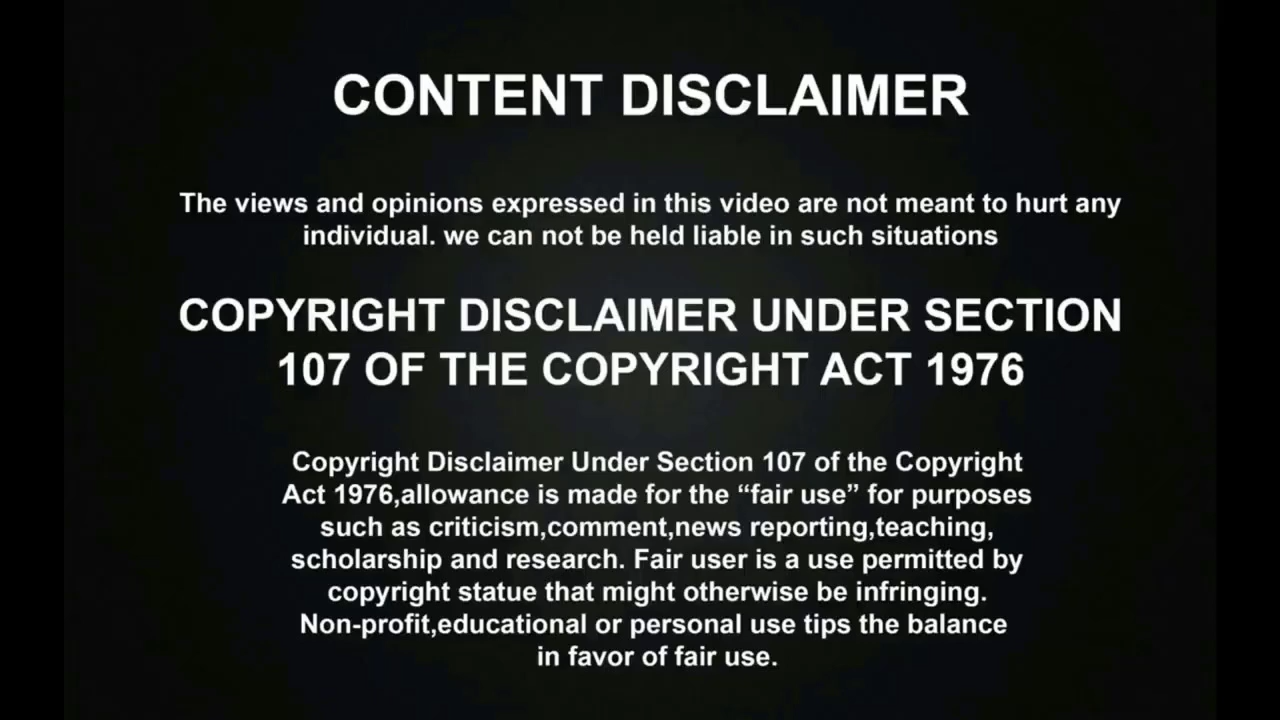 CONTENT DISCLAIMER
The views and opinions expressed in this video are not meant to hurt any
individual. we can not be held liable in such situations
COPYRIGHT DISCLAIMER UNDER SECTION
107 OF THE COPYRIGHT ACT 1976
Copyright Disclaimer Under Section 107 of the Copyright
Act 1976,allowance is made for the “fair use” for purposes
such as criticism,comment,news reporting,teaching,
scholarship and research. Fair user is a use permitted by
copyright statue that might otherwise be infringing.
Non-profit,educational or personal use tips the balance
in favor of fair use.